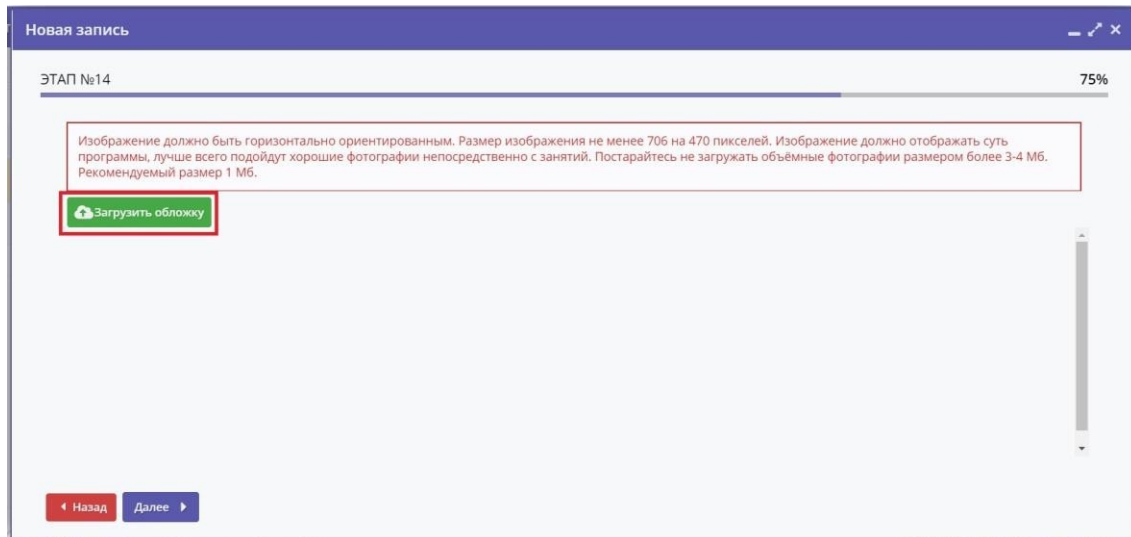 Новая запись
ЭТАП №14
75%
Изображение должно быть горизонтально ориентированным. Размер изображения не менее 706 на 470 пикселей. Изображение должно отображать суть
программы, лучше всего подойдут хорошие фотографии непосредственно с занятий. Постарайтесь не загружать объёмные фотографии размером более 3-4 Мб.
Рекомендуемый размер 1 Мб.
Загрузить обложку
Назад
Далее